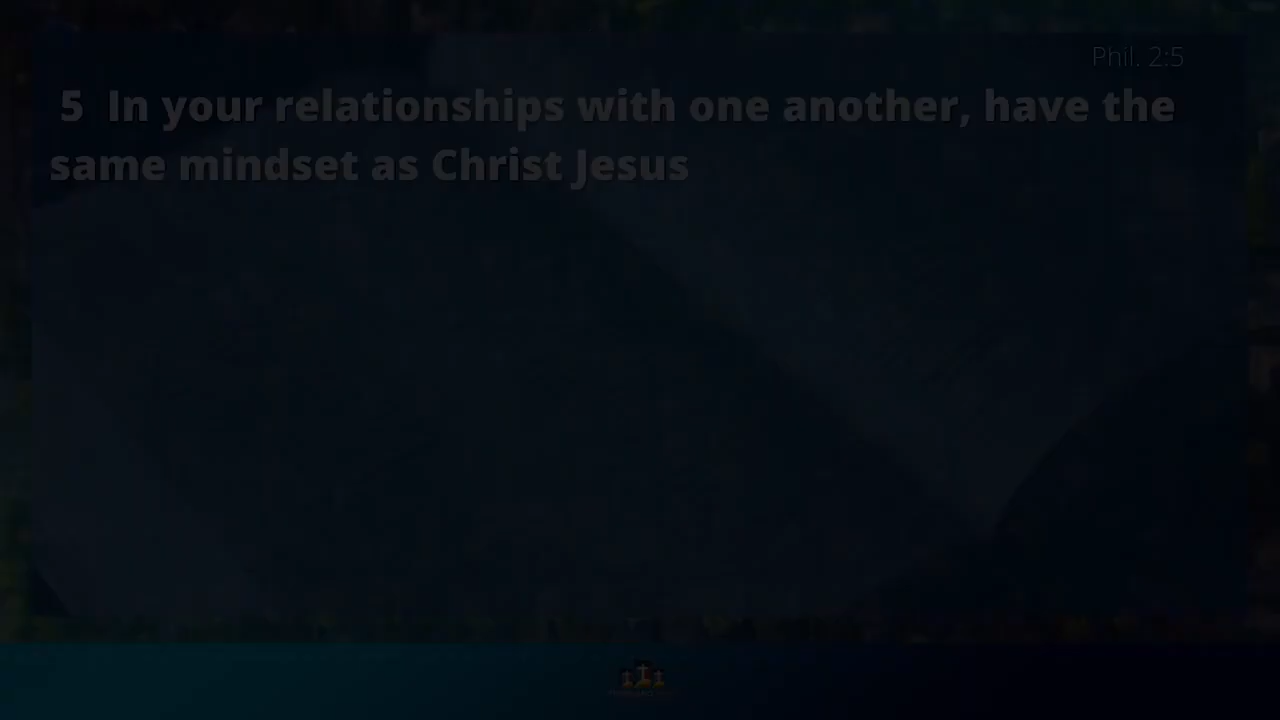 Phil. 2:5
5 In your relationships with one another, have the
same mindset as Christ Jesus